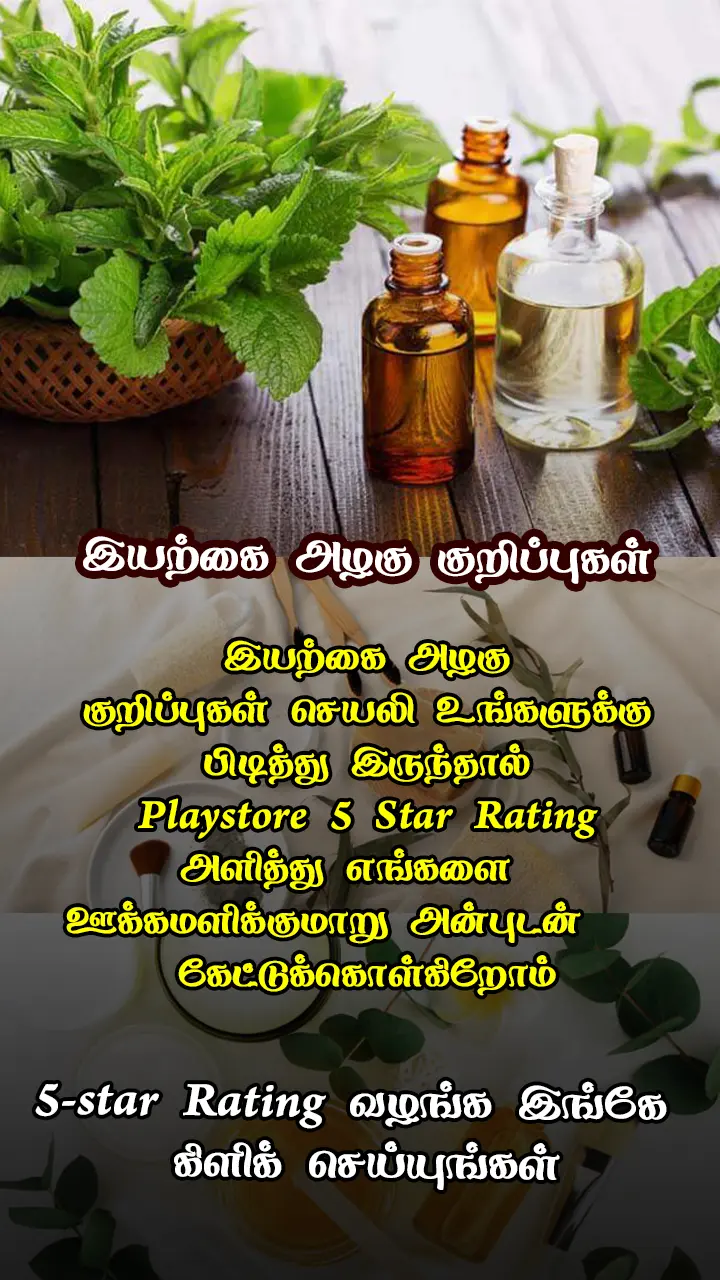 இயற்கை அழகு குறிப்புகள்
இயற்கை அழகு
குறிப்புகள் செயலி உங்களுக்கு
பிடித்து இருந்தால்
Playstore 5 Star Rating
அளித்து எங்களை
ஊக்கமளிக்குமாறு அன்புடன்
கேட்டுக்கொள்கிறோம்
5-star Rating வழங்க இங்கே
கிளிக் செய்யுங்கள்